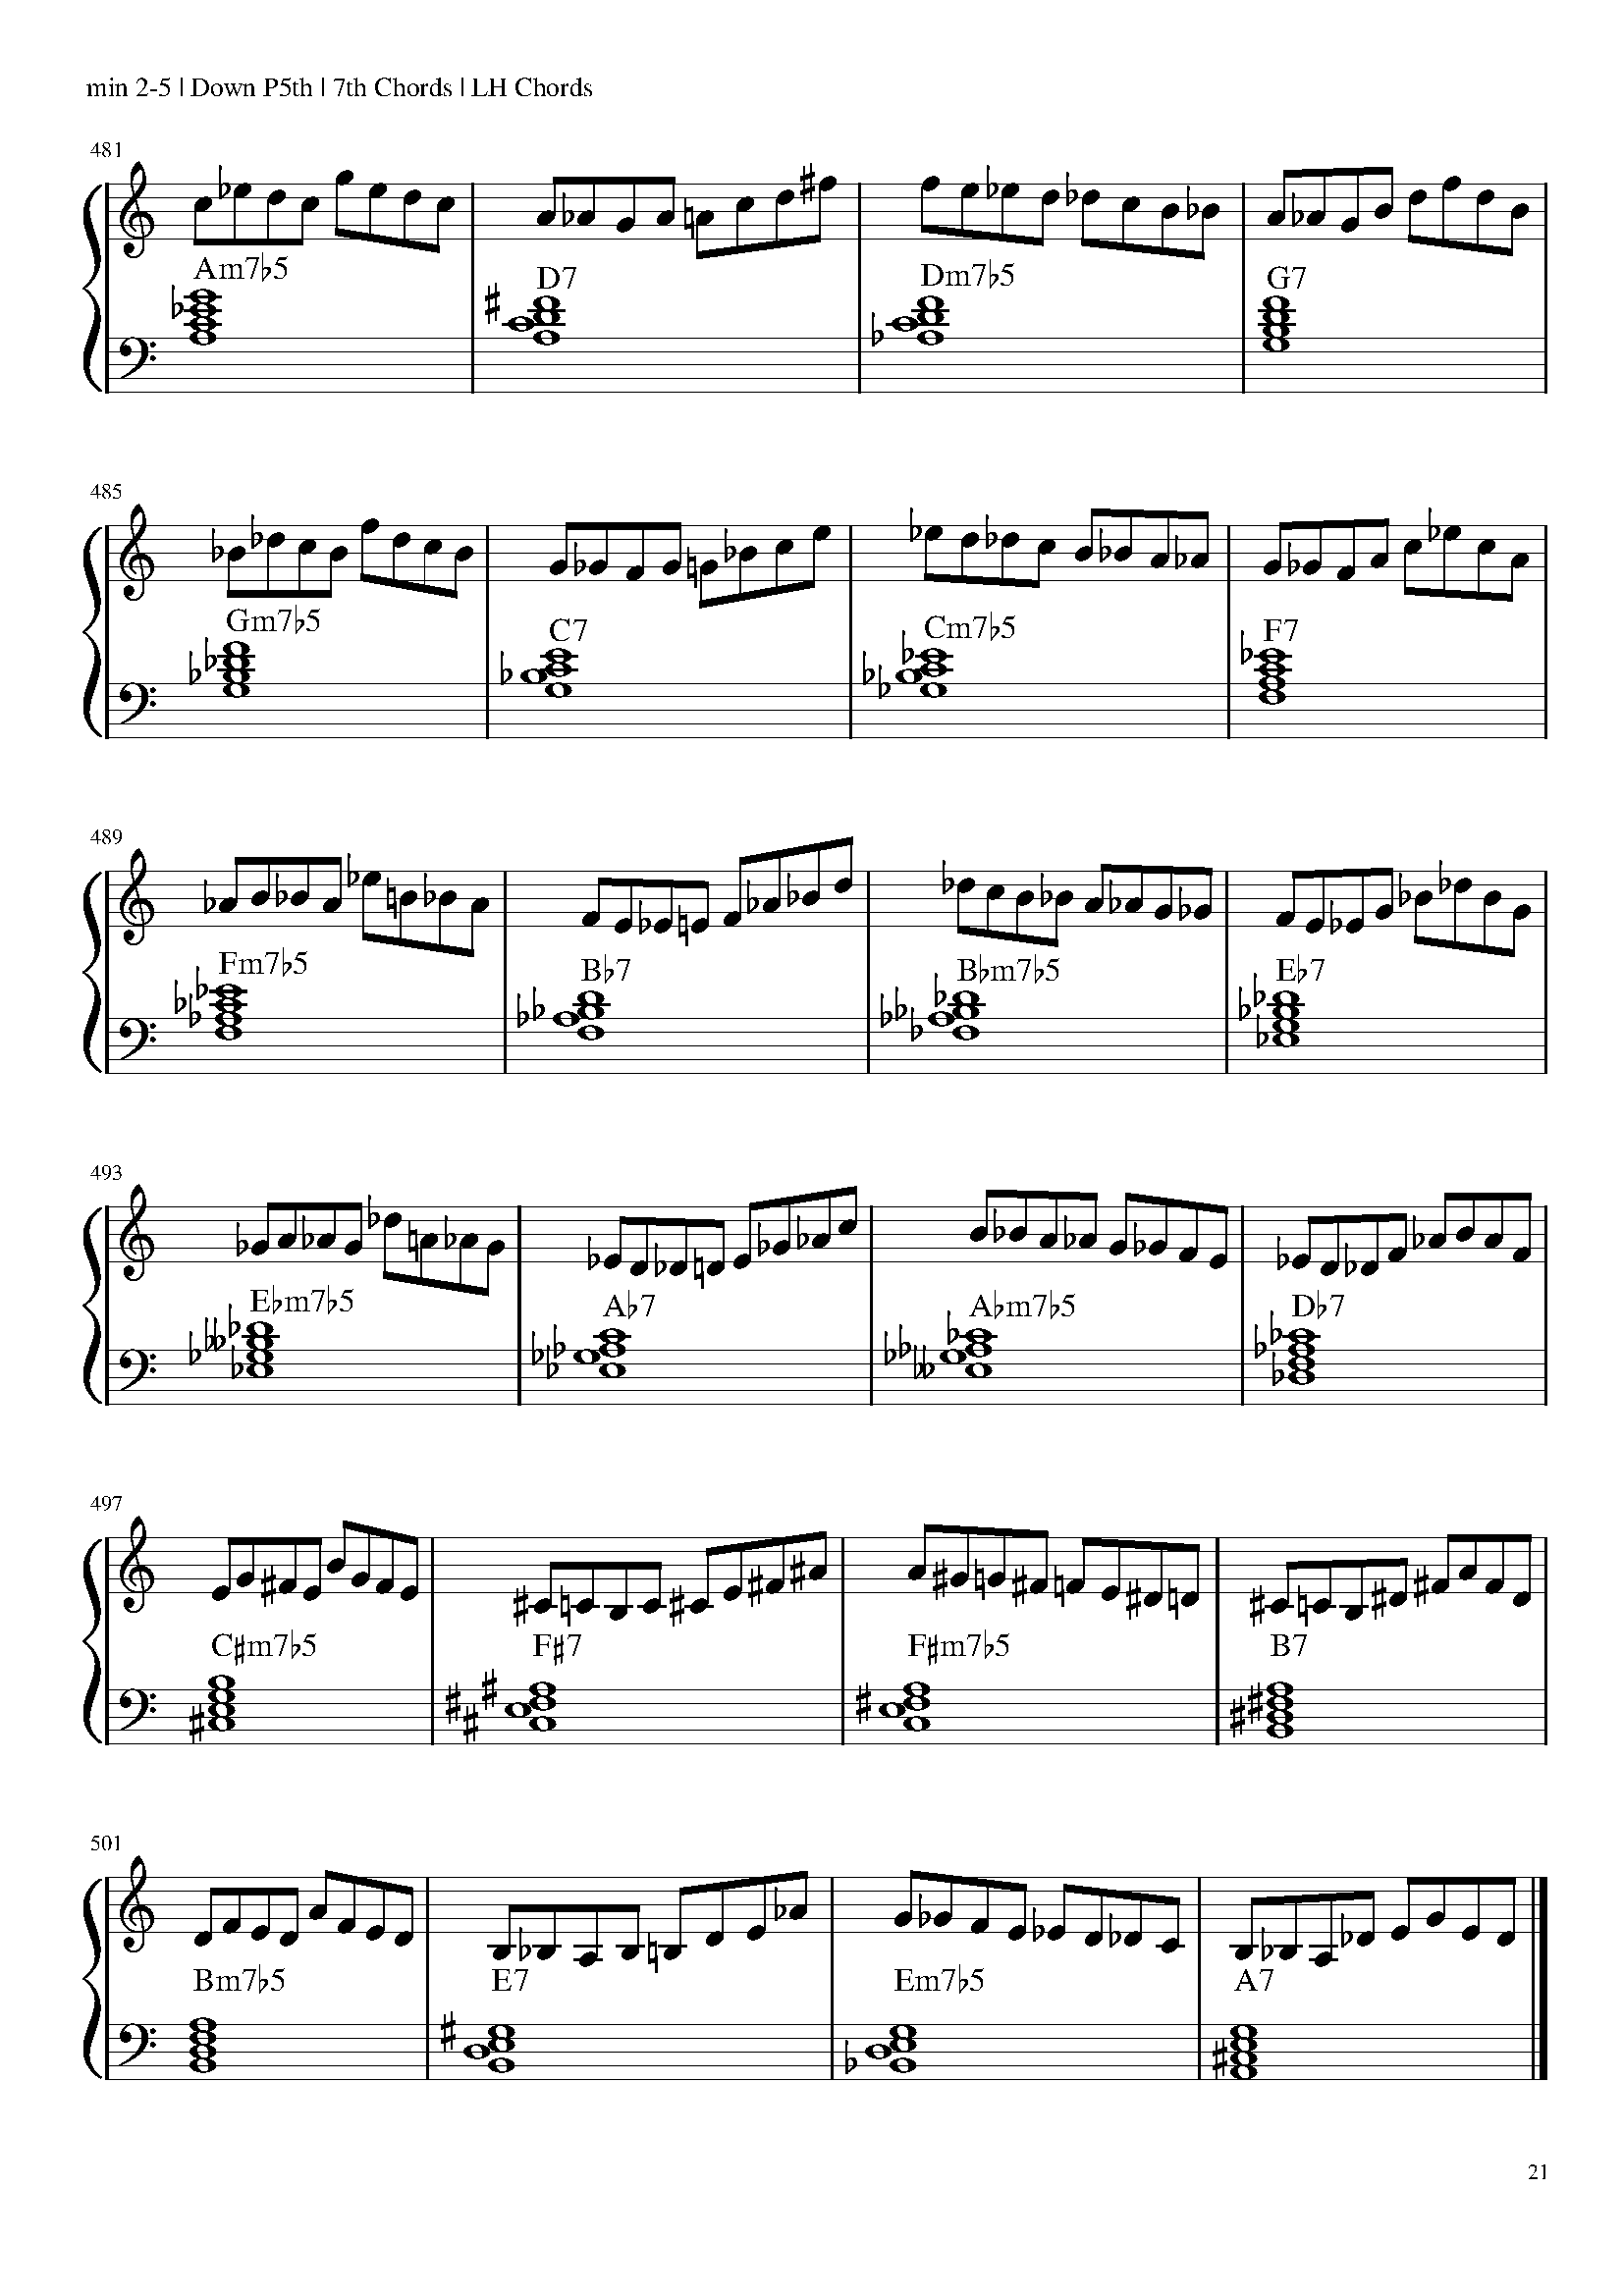 min 2-5 | Down P5th | 7th Chords | LH Chords
481
Am7♭5 D7 Dm7♭5 G7
485
Gm7♭5 C7 Cm7♭5 F7
489
Fm7♭5 B♭7 B♭m7♭5 E♭7
493
E♭m7♭5 A♭7 A♭m7♭5 D♭7
497
C♯m7♭5 F♯7 F♯m7♭5 B7
501
Bm7♭5 E7 Em7♭5 A7
21